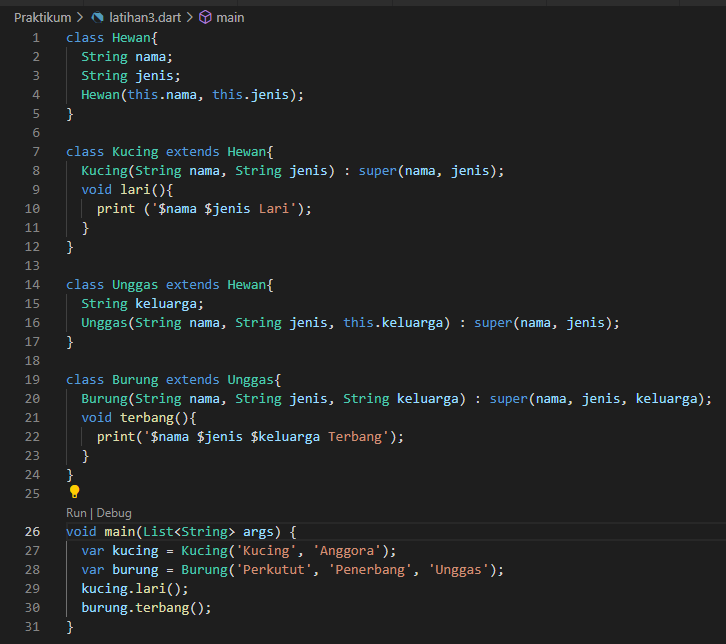 Praktikum > latihan3.dart > main
1 class Hewan{
2 String nama;
3 String jenis;
4 Hewan(this.nama, this.jenis);
5 }
6
7 class Kucing extends Hewan{
8 Kucing(String nama, String jenis) : super(nama, jenis);
9 void lari(){
10 print ('$nama $jenis Lari');
11 }
12 }
13
14 class Unggas extends Hewan{
15 String keluarga;
16 Unggas(String nama, String jenis, this.keluarga) : super(nama, jenis);
17 }
18
19 class Burung extends Unggas{
20 Burung(String nama, String jenis, String keluarga) : super(nama, jenis, keluarga);
21 void terbang(){
22 print('$nama $jenis $keluarga Terbang');
23 }
24 }
25
Run | Debug
26 void main(List<String> args) {
27 var kucing = Kucing('Kucing', 'Anggora');
28 var burung = Burung('Perkutut', 'Penerbang', 'Unggas');
29 kucing.lari();
30 burung.terbang();
31 }